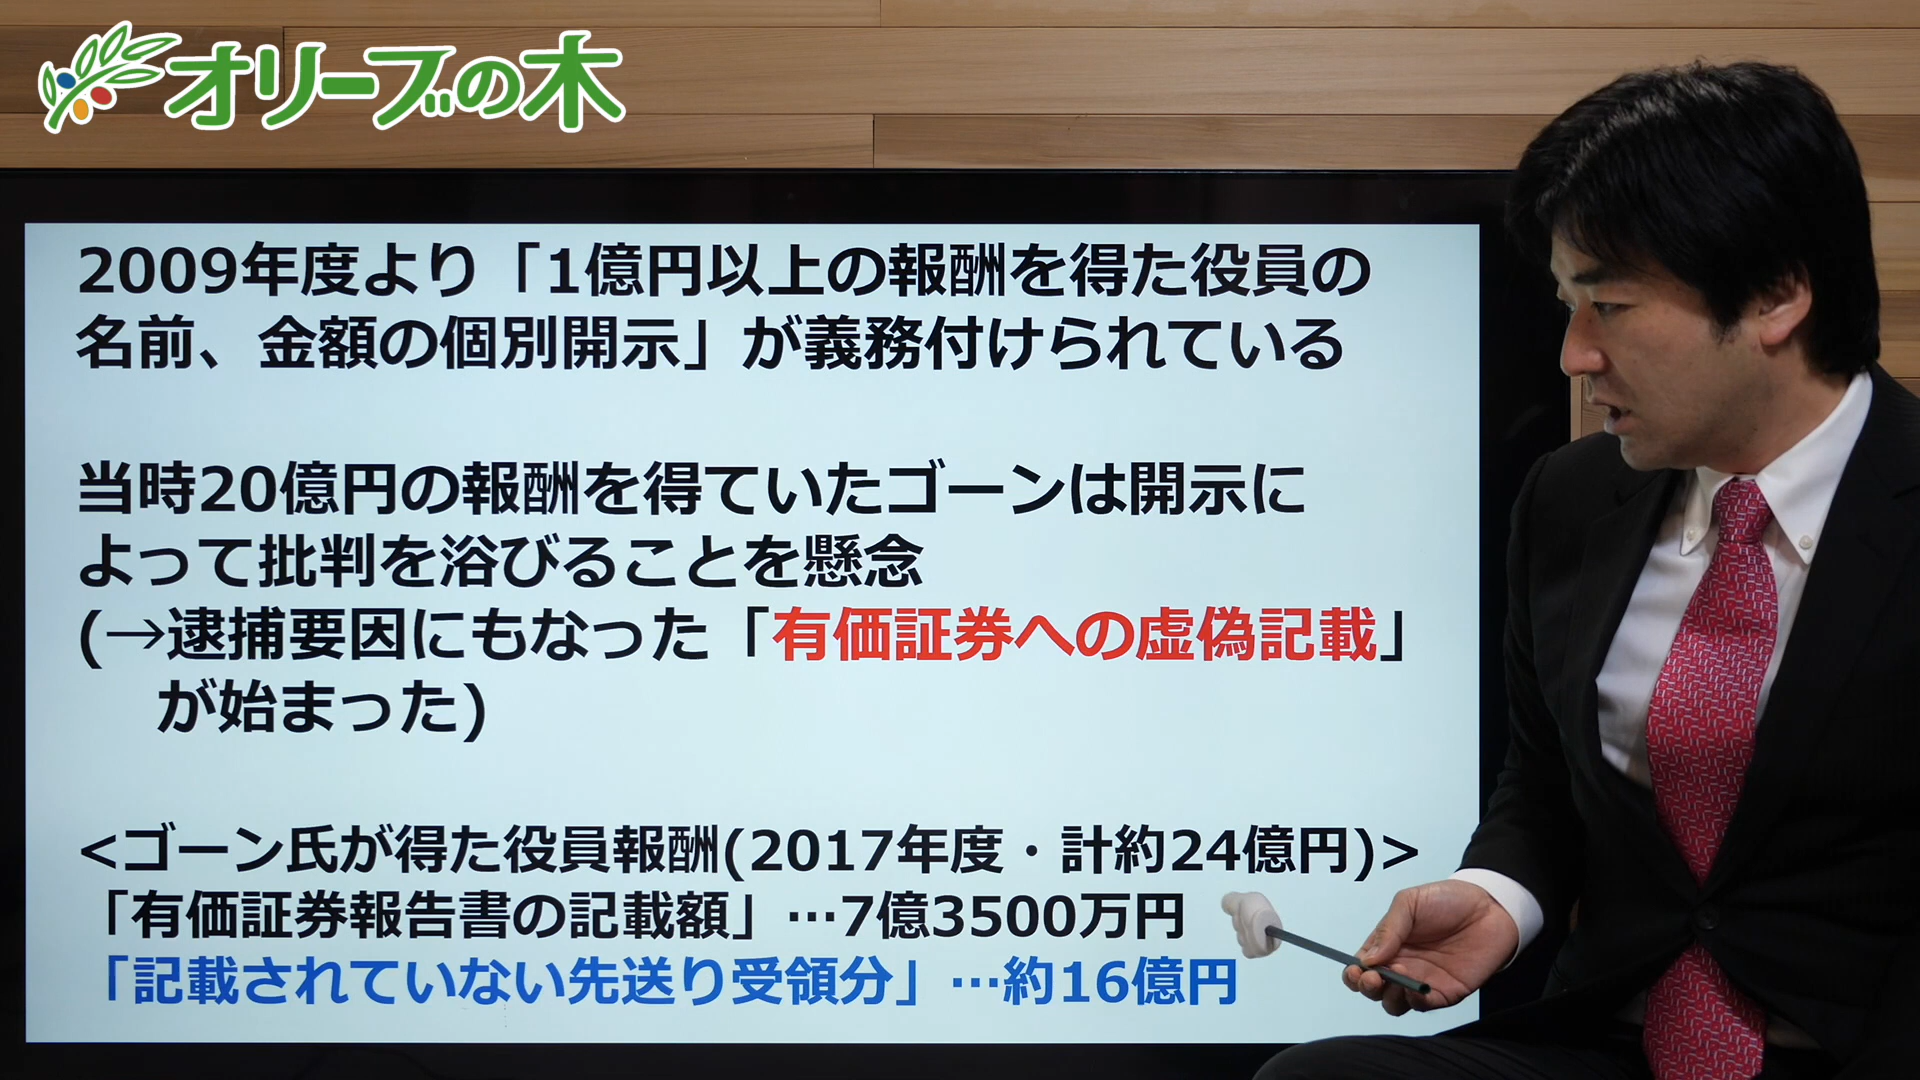 オリーブの木
2009年度より「1億円以上の報酬を得た役員の
名前、金額の個別開示」が義務付けられている
当時20億円の報酬を得ていたゴーンは開示に
よって批判を浴びることを懸念
(→逮捕要因にもなった「有価証券への虚偽記載」
が始まった)
<ゴーン氏が得た役員報酬(2017年度・計約24億円)>
「有価証券報告書の記載額」…7億3500万円
「記載されていない先送り受領分」…約16億円